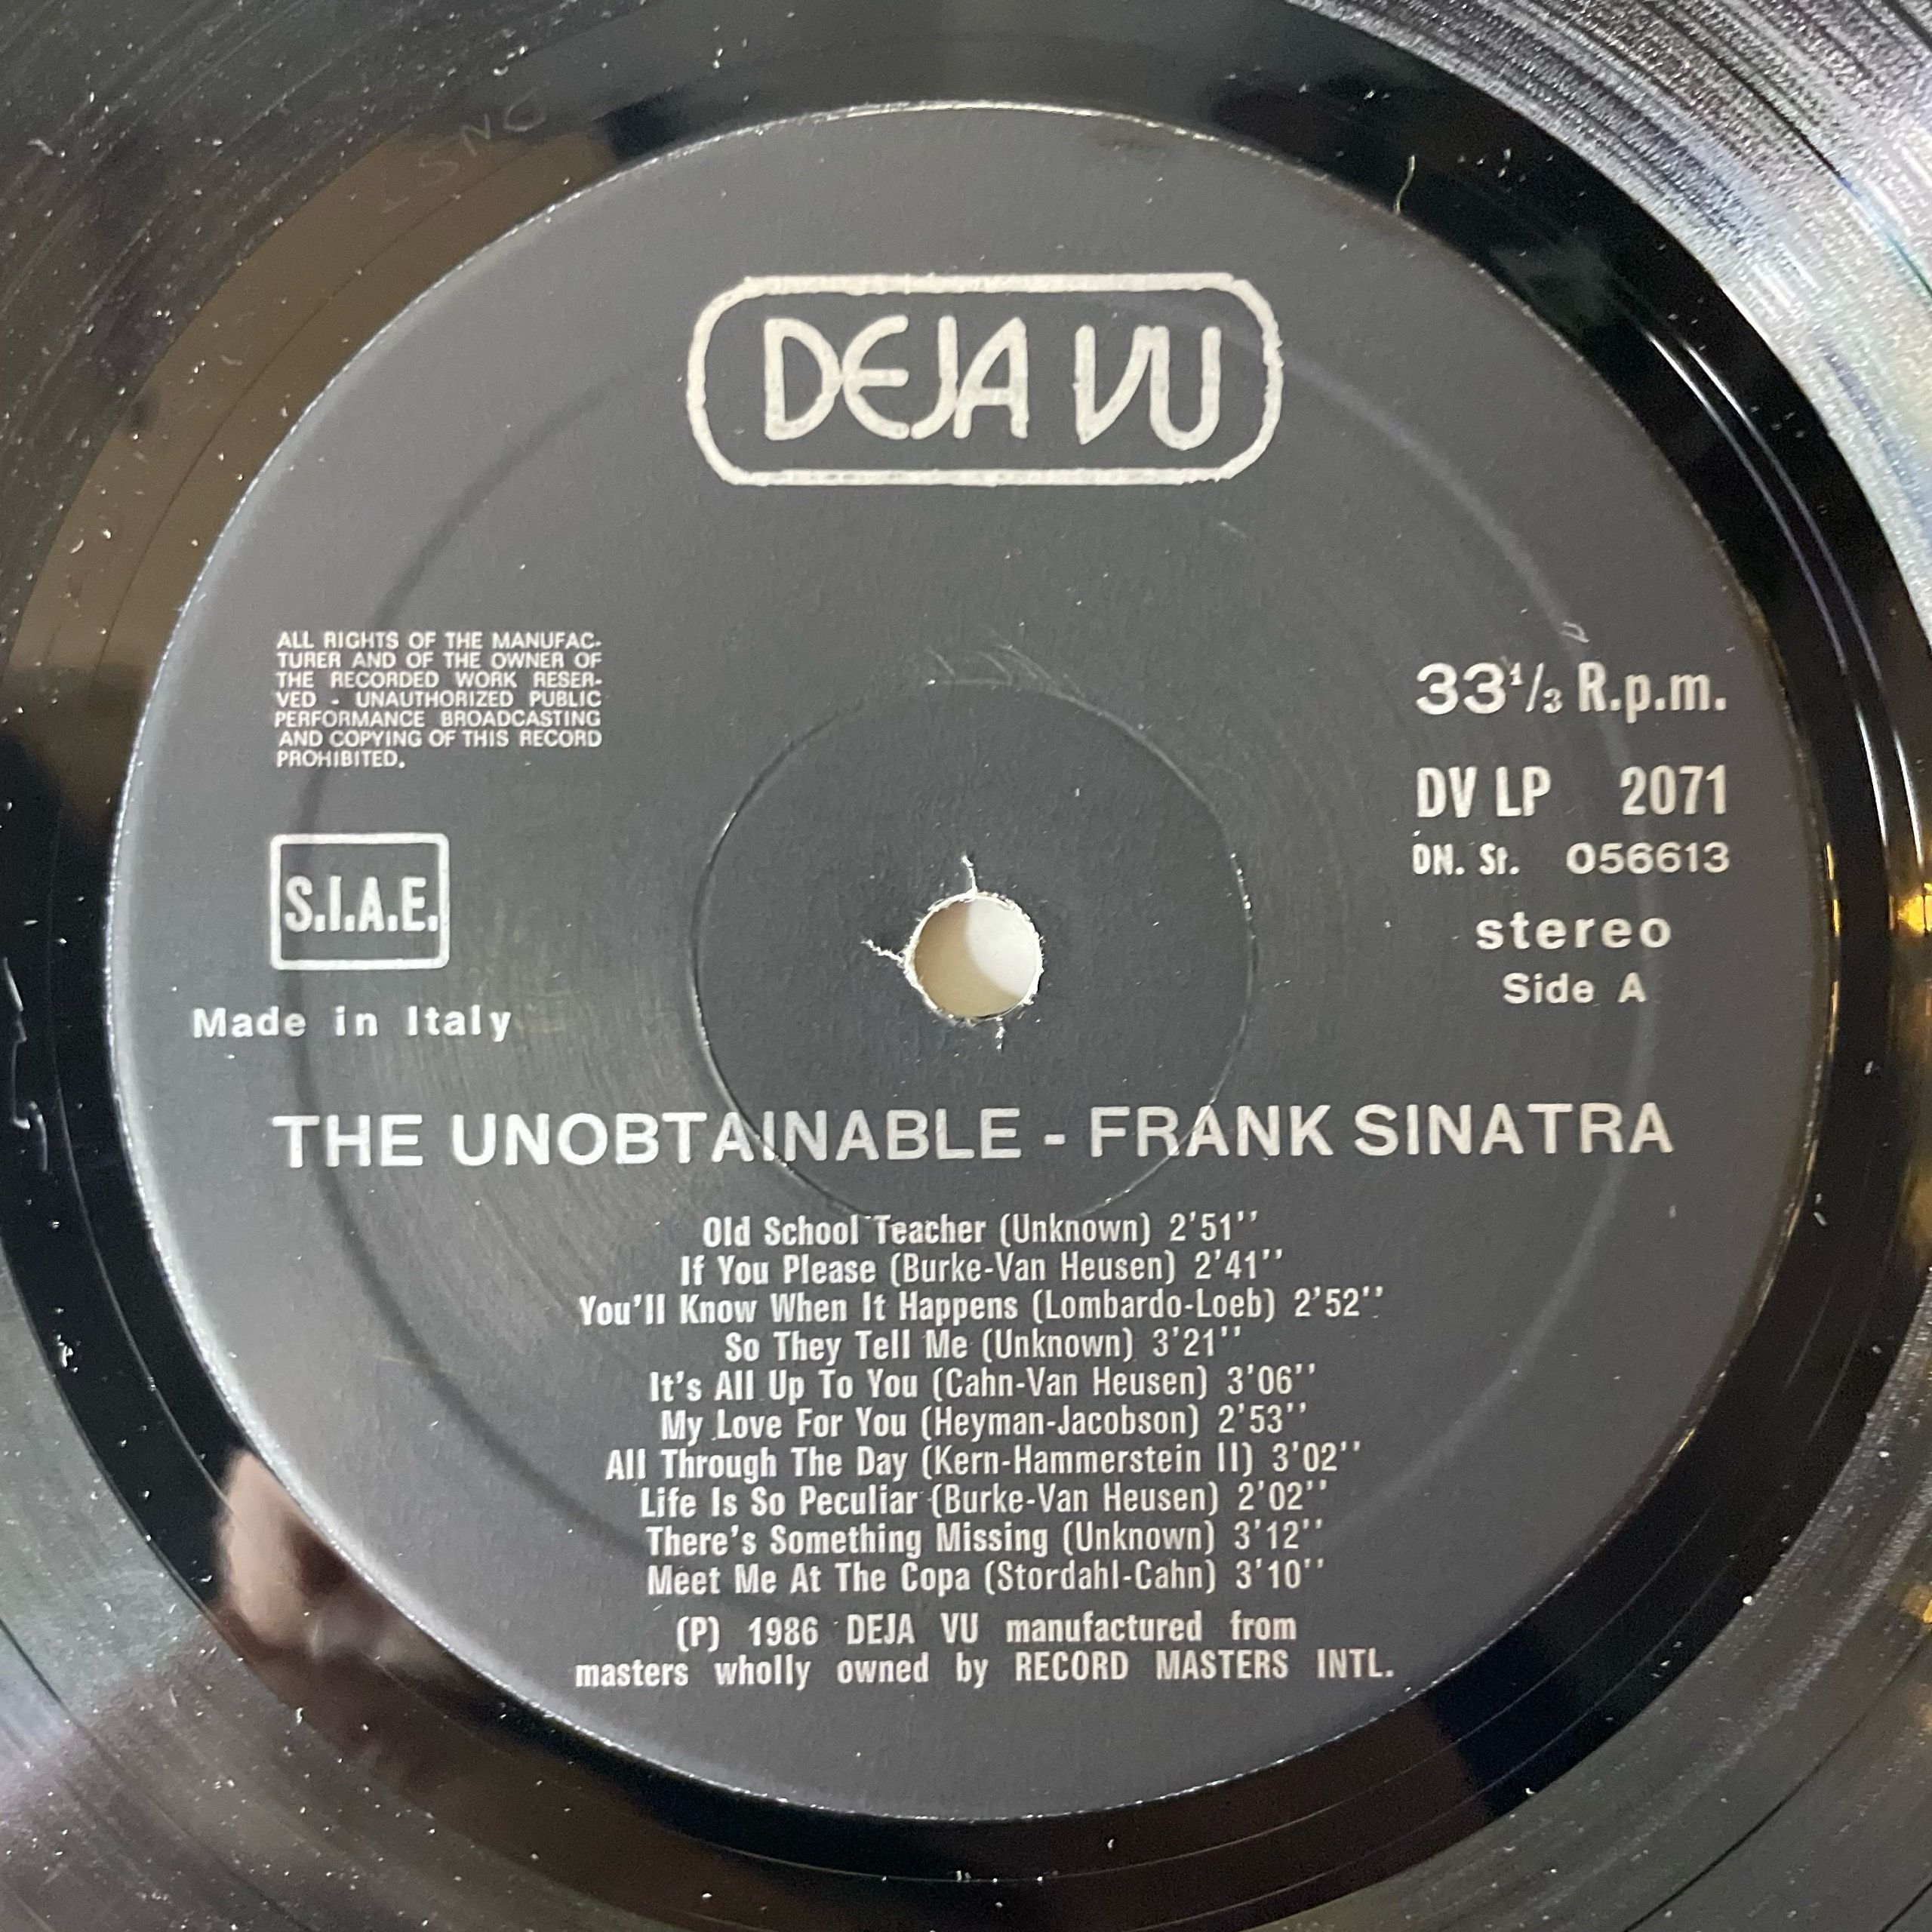 DEJA VU
ALL RIGHTS OF THE MANUFAC-
TURER AND OF THE OWNER OF
THE RECORDED WORK RESER-
VED - UNAUTHORIZED PUBLIC
PERFORMANCE BROADCASTING
AND COPYING OF THIS RECORD
PROHIBITED.
S.I.A.E.
Made in Italy
33 1/3 R.p.m.
DV LP 2071
DN. St. 056613
stereo
Side A
THE UNOBTAINABLE - FRANK SINATRA
Old School Teacher (Unknown) 2'51''
If You Please (Burke-Van Heusen) 2'41''
You'll Know When It Happens (Lombardo-Loeb) 2'52''
So They Tell Me (Unknown) 3'21''
It's All Up To You (Cahn-Van Heusen) 3'06''
My Love For You (Heyman-Jacobson) 2'53''
All Through The Day (Kern-Hammerstein II) 3'02''
Life Is So Peculiar (Burke-Van Heusen) 2'02''
There's Something Missing (Unknown) 3'12''
Meet Me At The Copa (Stordahl-Cahn) 3'10''
(P) 1986 DEJA VU manufactured from
masters wholly owned by RECORD MASTERS INTL.